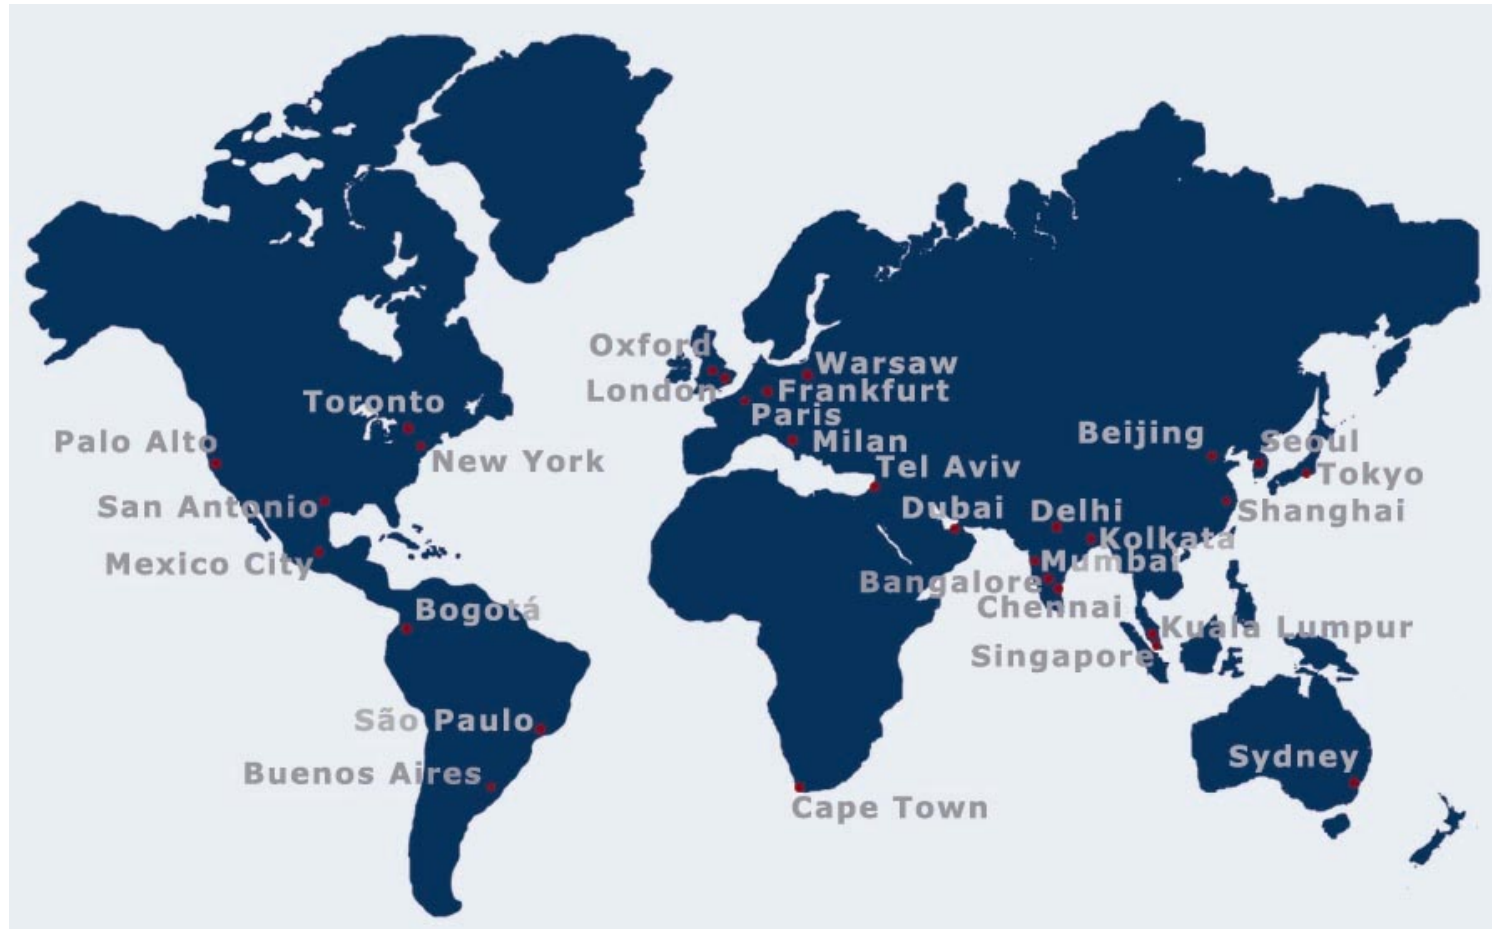 Oxford
Warsaw
London
Frankfurt
Toronto
Paris
Palo Alto
Milan
Beijing
Seoul
New York
Tel Aviv
Tokyo
San Antonio
Dubai
Delhi
Shanghai
Kolkata
Mexico City
Mumbai
Bangalore
Bogotá
Chennai
Kuala Lumpur
Singapore
São Paulo
Sydney
Buenos Aires
Cape Town